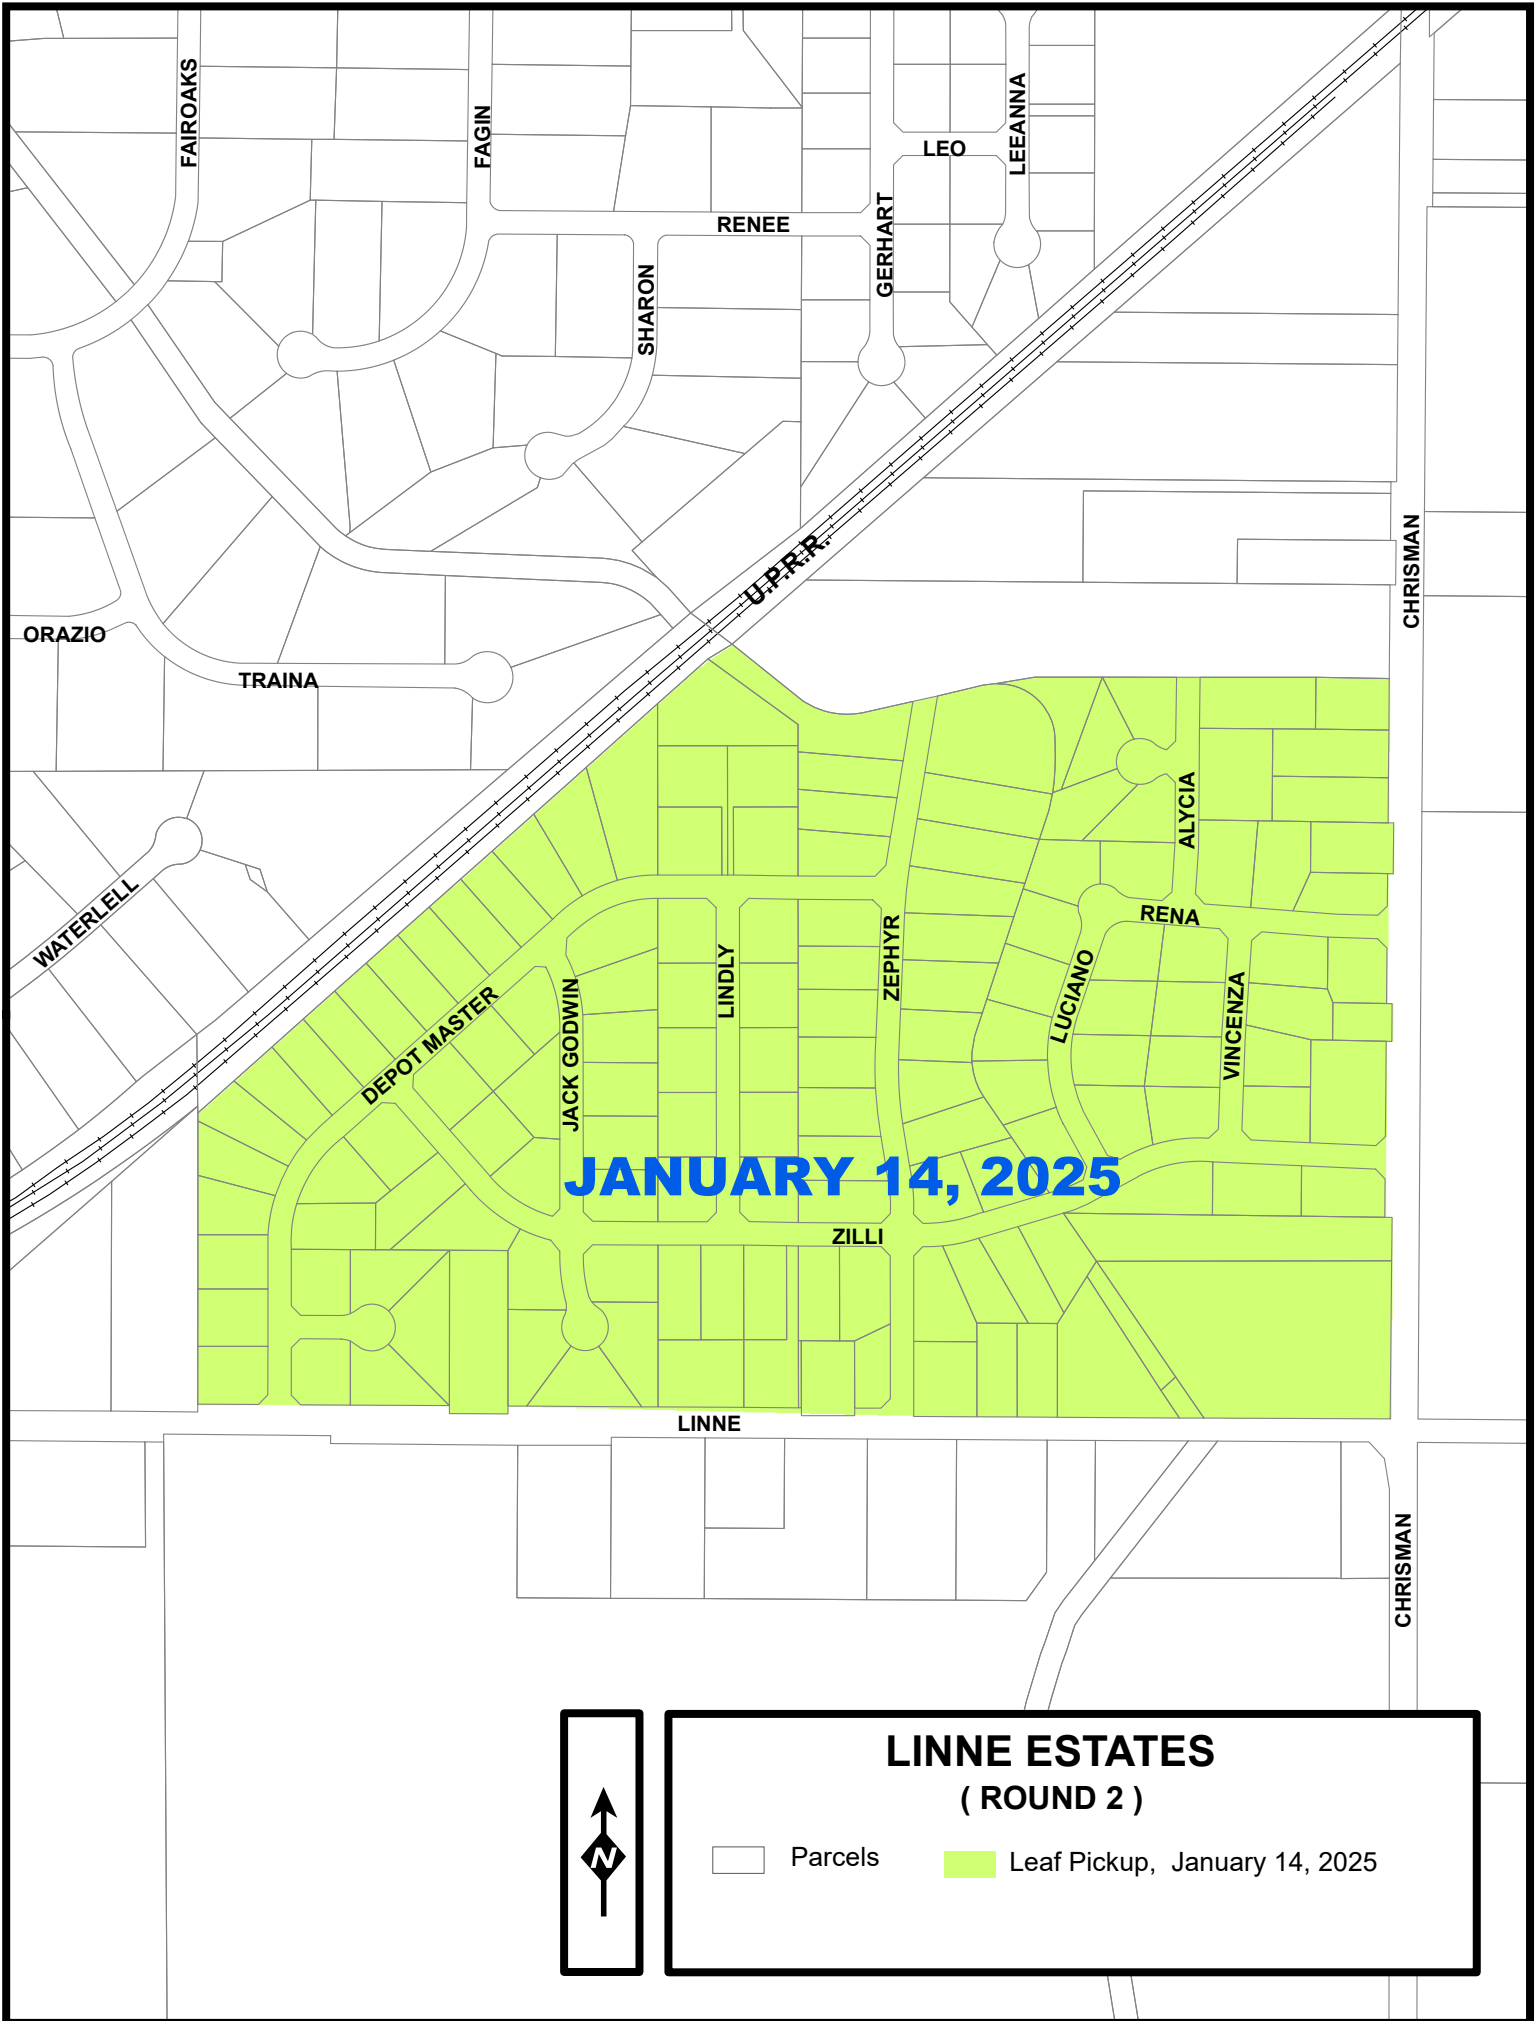 FAIROAKS
FAGIN
LEEANNA
LEO
RENEE
GERHART
SHARON
CHRISMAN
U.P.R.R.
ORAZIO
TRAINA
ALYCIA
WATERLELL
RENA
ZEPHYR
LINDLY
LUCIANO
VINCENZA
JACK GODWIN
DEPOT MASTER
JANUARY 14, 2025
ZILLI
LINNE
CHRISMAN
LINNE ESTATES
( ROUND 2 )
Parcels
Leaf Pickup, January 14, 2025
N